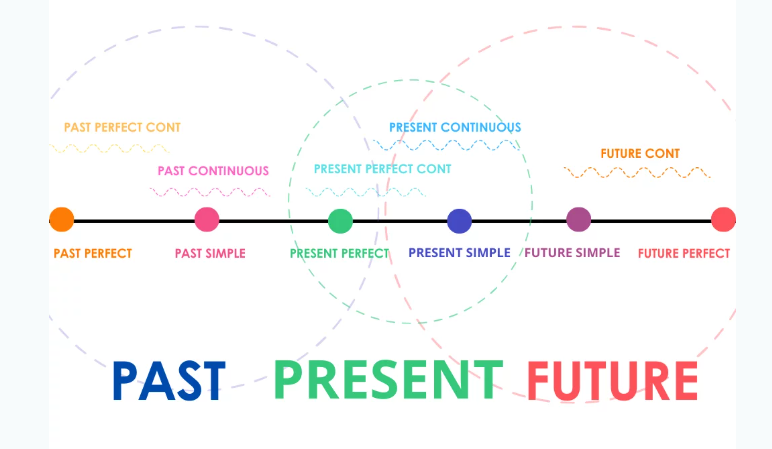 PAST PERFECT CONT
PRESENT CONTINUOUS
FUTURE CONT
PAST CONTINUOUS
PRESENT PERFECT CONT
PAST PERFECT
PAST SIMPLE
PRESENT PERFECT
PRESENT SIMPLE
FUTURE SIMPLE
FUTURE PERFECT
PAST
PRESENT
FUTURE